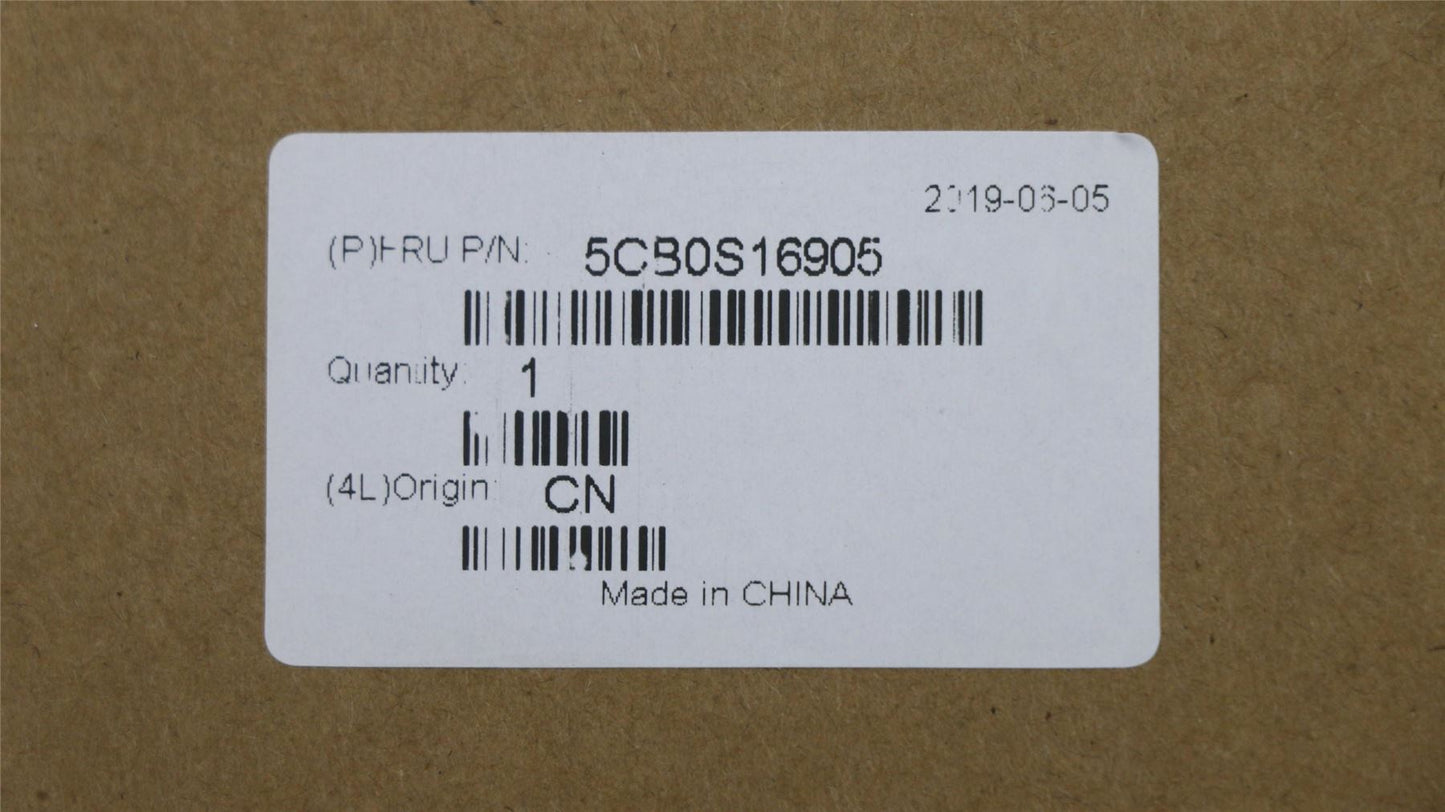 2019-06-05
(P)FRU P/N: 5CB0S16905
Quantity: 1
(4L)Origin: CN
Made in CHINA